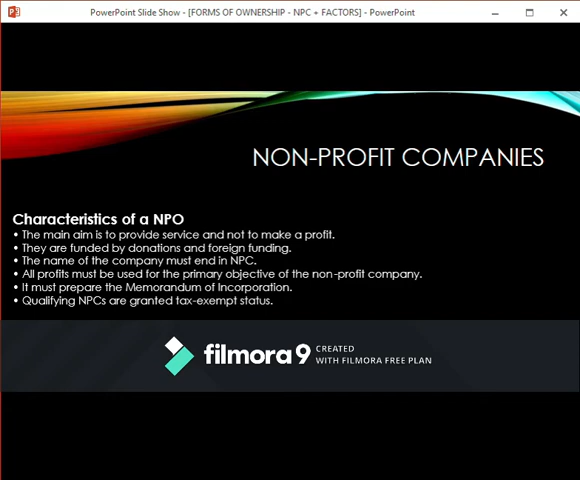 PowerPoint Slide Show - [FORMS OF OWNERSHIP - NPC + FACTORS] - PowerPoint
NON-PROFIT COMPANIES
Characteristics of a NPO
• The main aim is to provide service and not to make a profit.
• They are funded by donations and foreign funding.
• The name of the company must end in NPC.
• All profits must be used for the primary objective of the non-profit company.
• It must prepare the Memorandum of Incorporation.
• Qualifying NPCs are granted tax-exempt status.
filmora 9 CREATED
WITH FILMORA FREE PLAN